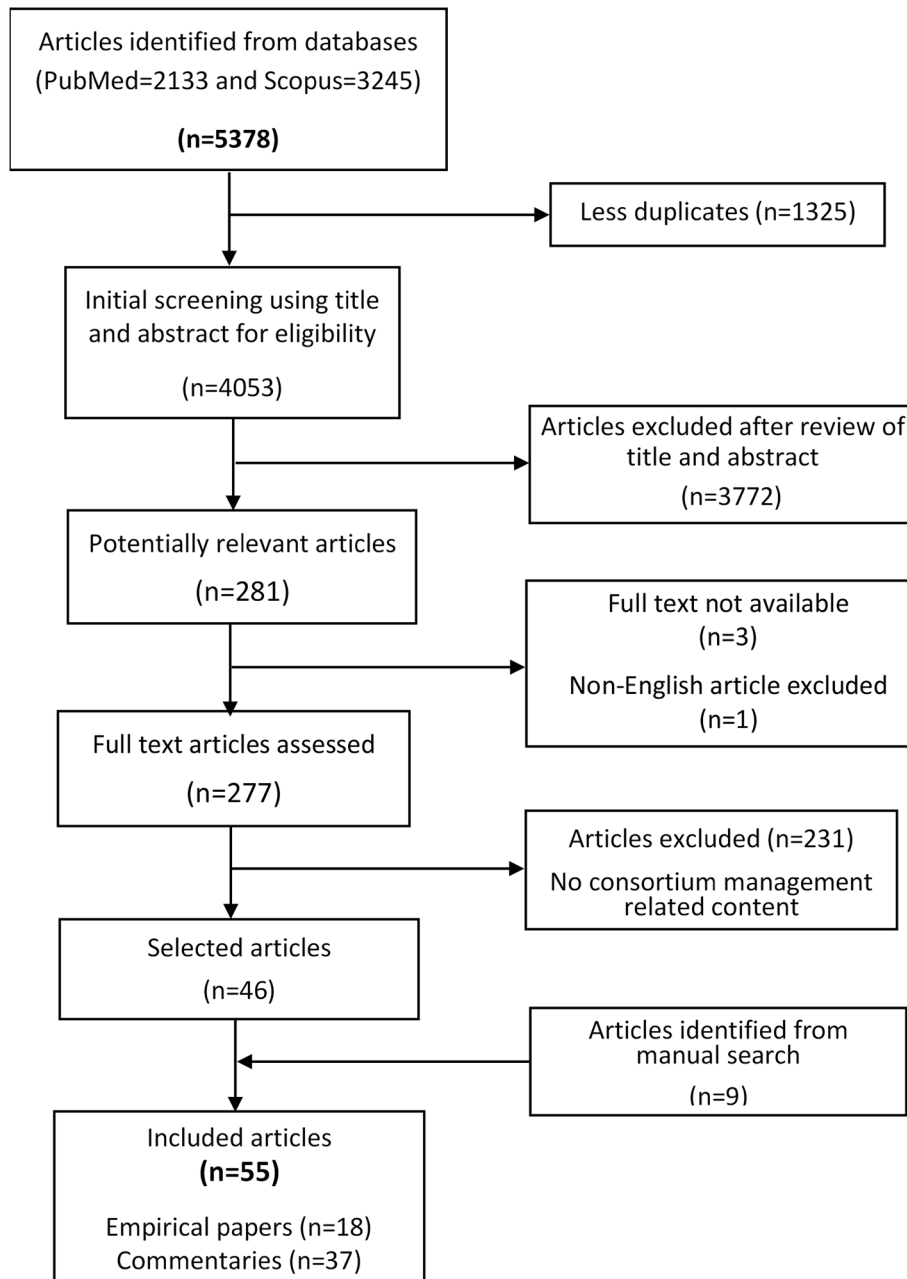 Articles identified from databases
(PubMed=2133 and Scopus=3245)
(n=5378)
Less duplicates (n=1325)
Initial screening using title
and abstract for eligibility
(n=4053)
Articles excluded after review of
title and abstract
(n=3772)
Potentially relevant articles
(n=281)
Full text not available
(n=3)
Non-English article excluded
(n=1)
Full text articles assessed
(n=277)
Articles excluded (n=231)
No consortium management
related content
Selected articles
(n=46)
Articles identified from
manual search
(n=9)
Included articles
(n=55)
Empirical papers (n=18)
Commentaries (n=37)